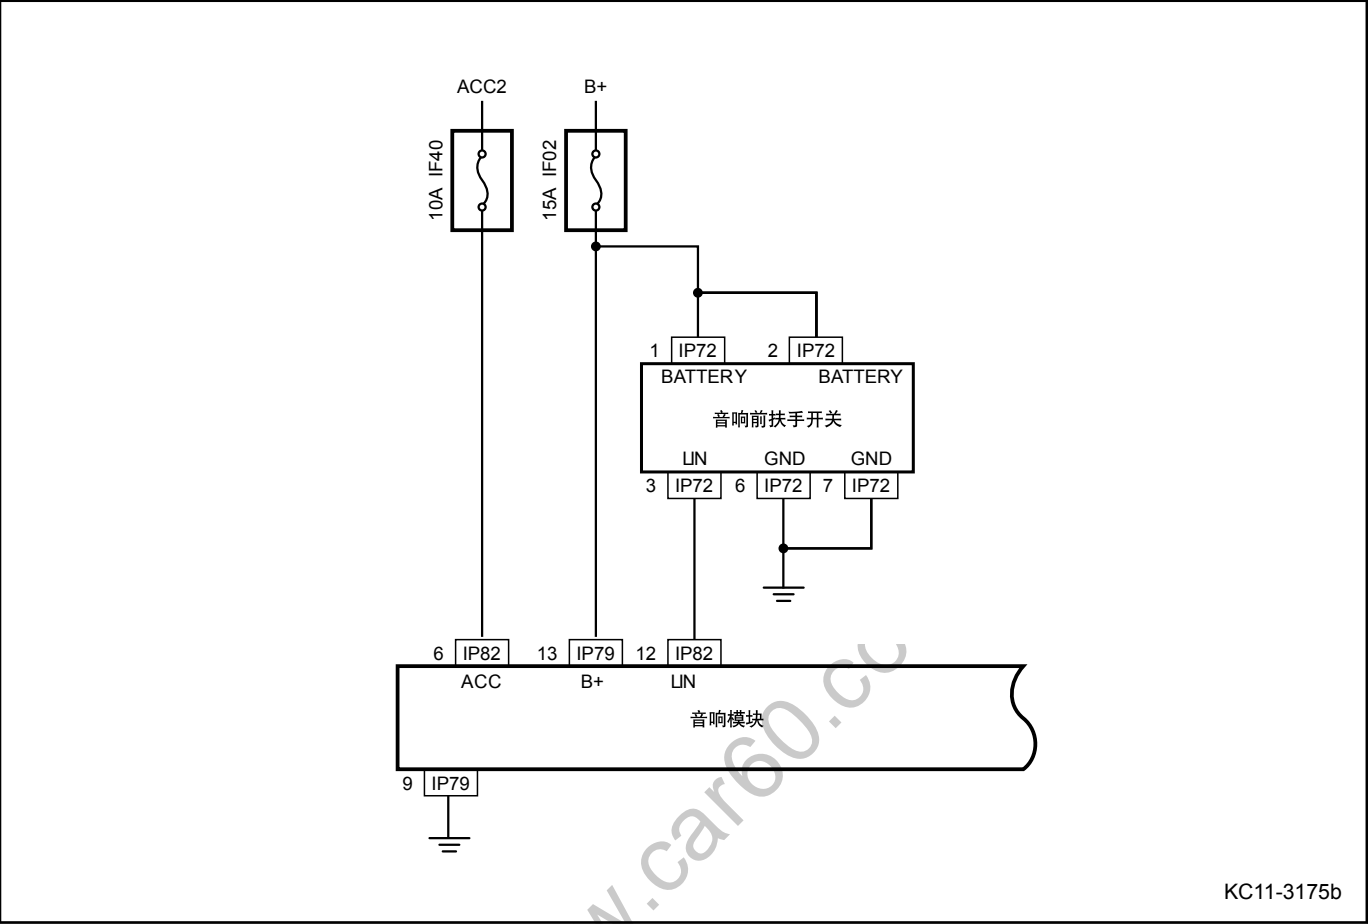 ACC2
B+
10A IF40
15A IF02
1 IP72
2 IP72
BATTERY
BATTERY
音响前扶手开关
LIN
GND
GND
3 IP72
6 IP72
7 IP72
6 IP82
13 IP79
12 IP82
ACC
B+
LIN
音响模块
9 IP79
.car60.cc
KC11-3175b